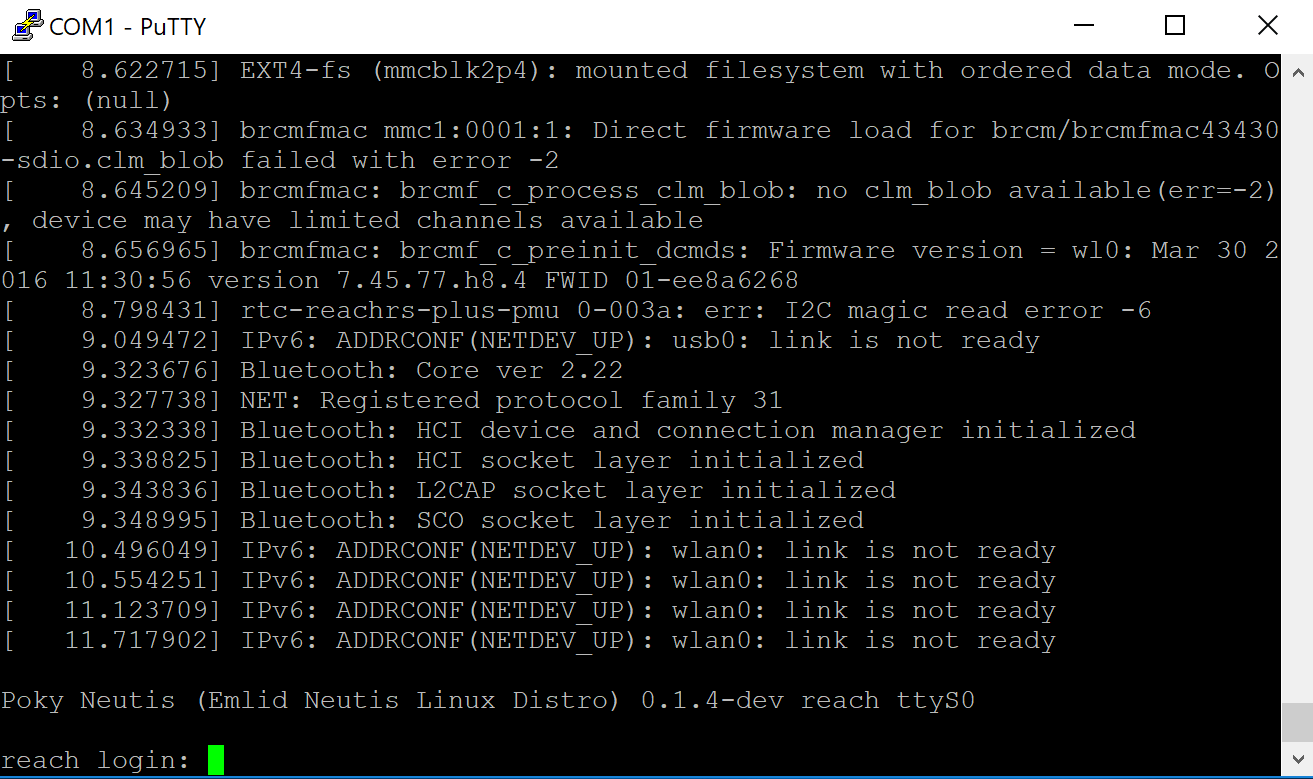 COM1 - PuTTY
[    8.622715] EXT4-fs (mmcblk2p4): mounted filesystem with ordered data mode. O
pts: (null)
[    8.634933] brcmfmac mmc1:0001:1: Direct firmware load for brcm/brcmfmac43430
-sdio.clm_blob failed with error -2
[    8.645209] brcmfmac: brcmf_c_process_clm_blob: no clm_blob available(err=-2)
, device may have limited channels available
[    8.656965] brcmfmac: brcmf_c_preinit_dcmds: Firmware version = wl0: Mar 30 2
016 11:30:56 version 7.45.77.h8.4 FWID 01-ee8a6268
[    8.798431] rtc-reachrs-plus-pmu 0-003a: err: I2C magic read error -6
[    9.049472] IPv6: ADDRCONF(NETDEV_UP): usb0: link is not ready
[    9.323676] Bluetooth: Core ver 2.22
[    9.327738] NET: Registered protocol family 31
[    9.332338] Bluetooth: HCI device and connection manager initialized
[    9.338825] Bluetooth: HCI socket layer initialized
[    9.343836] Bluetooth: L2CAP socket layer initialized
[    9.348995] Bluetooth: SCO socket layer initialized
[   10.496049] IPv6: ADDRCONF(NETDEV_UP): wlan0: link is not ready
[   10.554251] IPv6: ADDRCONF(NETDEV_UP): wlan0: link is not ready
[   11.123709] IPv6: ADDRCONF(NETDEV_UP): wlan0: link is not ready
[   11.717902] IPv6: ADDRCONF(NETDEV_UP): wlan0: link is not ready
Poky Neutis (Emlid Neutis Linux Distro) 0.1.4-dev reach ttyS0
reach login: